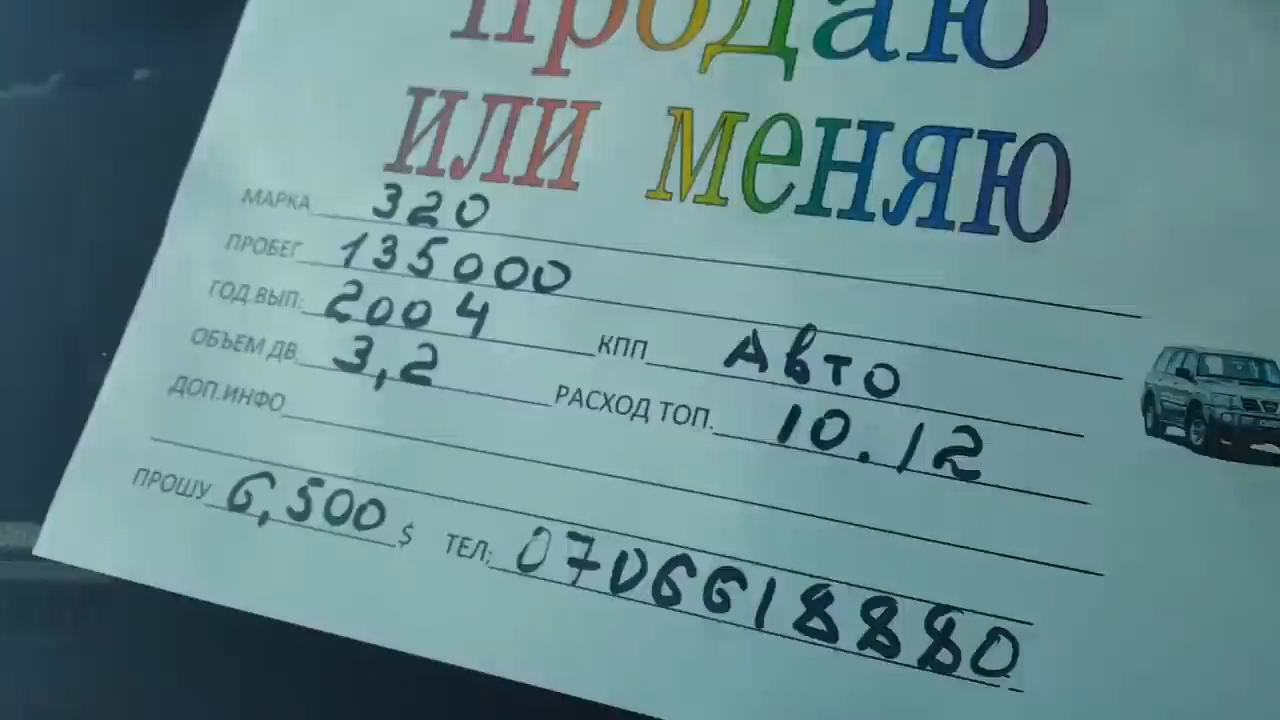 продаю
или меняю
МАРКА 320
ПРОБЕГ 135000
ГОД.ВЫП: 2004 КПП Авто
ОБЪЕМ ДВ. 3,2 РАСХОД ТОП. 10.12
ДОП.ИНФО
ПРОШУ 6,500 $ ТЕЛ: 0706618880